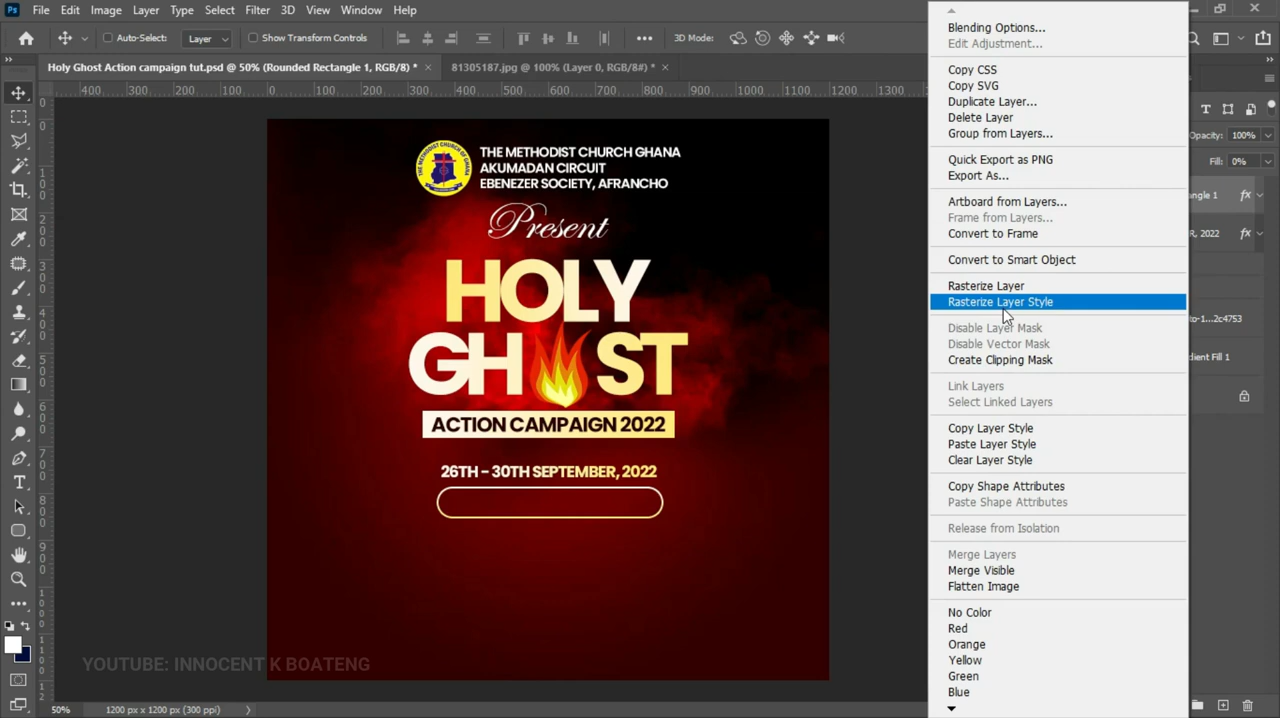 Ps File Edit Image Layer Type Select Filter 3D View Window Help
Auto-Select: Layer Show Transform Controls 3D Mode:
Holy Ghost Action campaign tut.psd @ 50% (Rounded Rectangle 1, RGB/8) * × 81305187.jpg @ 100% (Layer 0, RGB/8#) * ×
400 300 200 100 0 100 200 300 400 500 600 700 800 900 1000 1100 1200 1300
THE METHODIST CHURCH GHANA
AKUMADAN CIRCUIT
EBENEZER SOCIETY, AFRANCHO
Present
HOLY
GH ST
ACTION CAMPAIGN 2022
26TH - 30TH SEPTEMBER, 2022
YOUTUBE: INNOCENT K BOATENG
50% 1200 px x 1200 px (300 ppi)
Blending Options...
Edit Adjustment...
Copy CSS
Copy SVG
Duplicate Layer...
Delete Layer
Group from Layers...
Quick Export as PNG
Export As...
Artboard from Layers...
Frame from Layers...
Convert to Frame
Convert to Smart Object
Rasterize Layer
Rasterize Layer Style
Disable Layer Mask
Disable Vector Mask
Create Clipping Mask
Link Layers
Select Linked Layers
Copy Layer Style
Paste Layer Style
Clear Layer Style
Copy Shape Attributes
Paste Shape Attributes
Release from Isolation
Merge Layers
Merge Visible
Flatten Image
No Color
Red
Orange
Yellow
Green
Blue
Opacity: 100%
Fill: 0%
angle 1 fx
R, 2022 fx
to-1...2c4753
dient Fill 1